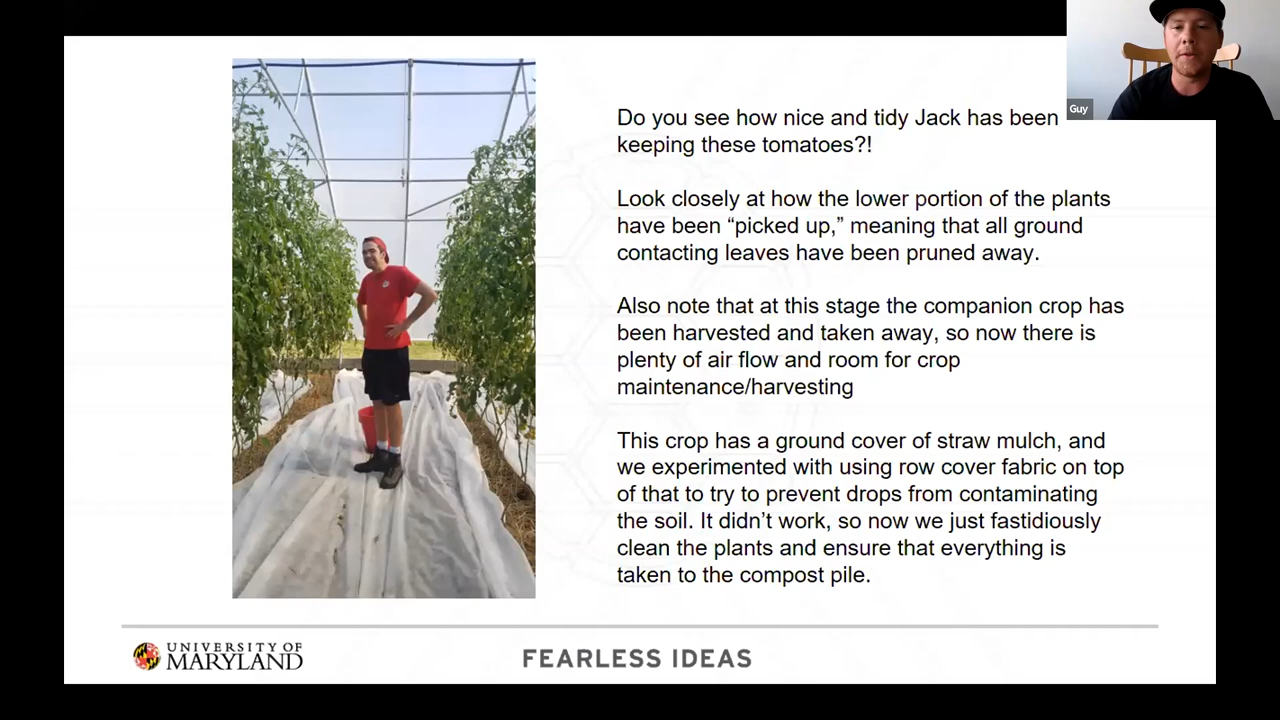 Guy
Do you see how nice and tidy Jack has been
keeping these tomatoes?!
Look closely at how the lower portion of the plants
have been “picked up,” meaning that all ground
contacting leaves have been pruned away.
Also note that at this stage the companion crop has
been harvested and taken away, so now there is
plenty of air flow and room for crop
maintenance/harvesting
This crop has a ground cover of straw mulch, and
we experimented with using row cover fabric on top
of that to try to prevent drops from contaminating
the soil. It didn’t work, so now we just fastidiously
clean the plants and ensure that everything is
taken to the compost pile.
UNIVERSITY OF
MARYLAND
FEARLESS IDEAS